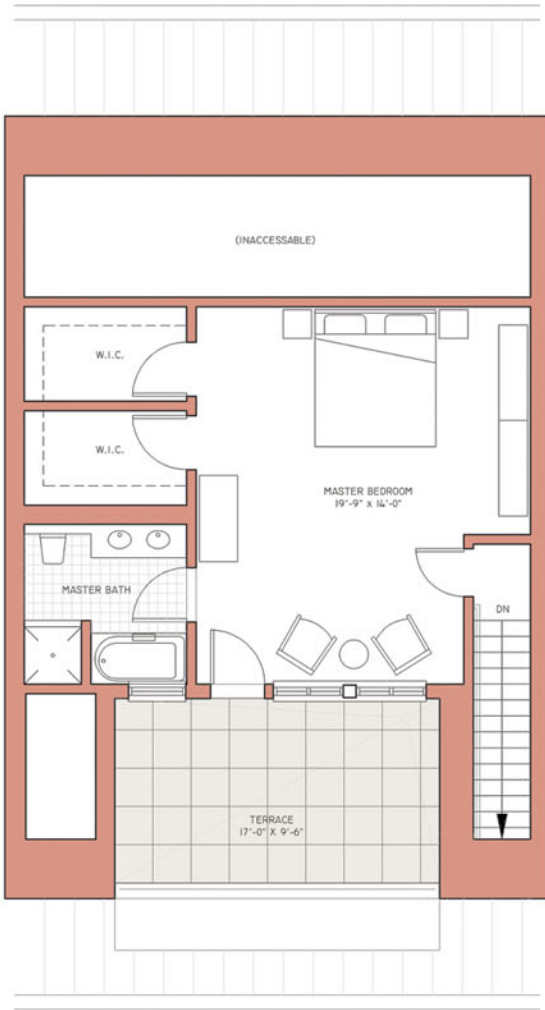 (INACCESSABLE)
W.I.C.
W.I.C.
MASTER BEDROOM
19'-9" x 14'-0"
MASTER BATH
DN
TERRACE
17'-0" X 9'-6"